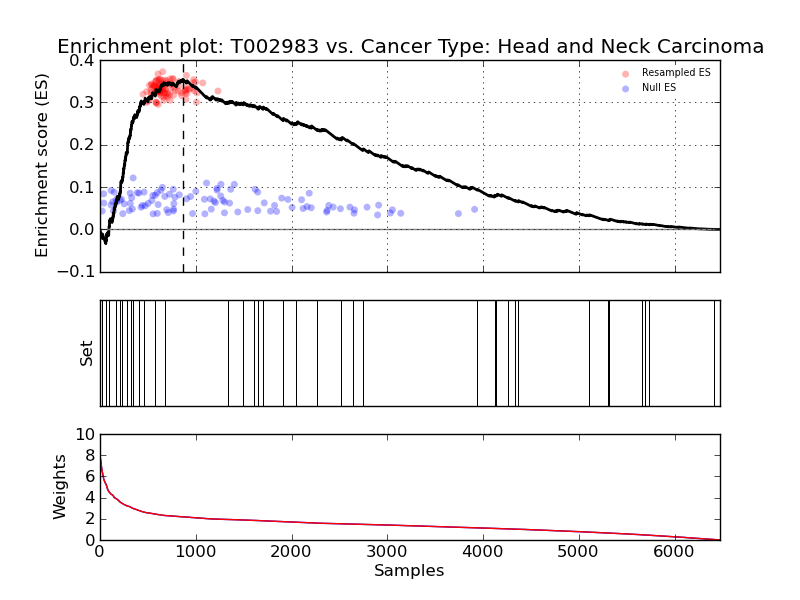 Enrichment plot: T002983 vs. Cancer Type: Head and Neck Carcinoma
Enrichment score (ES)
0.4
0.3
0.2
0.1
0.0
−0.1
Resampled ES
Null ES
Set
Weights
10
8
6
4
2
0
0 1000 2000 3000 4000 5000 6000
Samples